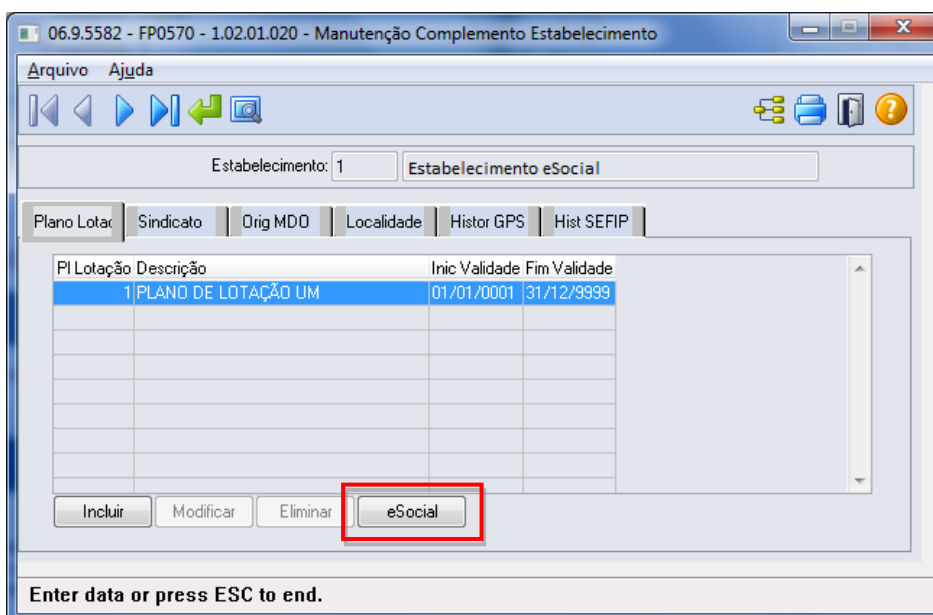 06.9.5582 - FP0570 - 1.02.01.020 - Manutenção Complemento Estabelecimento
Arquivo Ajuda
Estabelecimento: 1 Estabelecimento eSocial
Plano Lotac Sindicato Orig MDO Localidade Histor GPS Hist SEFIP
Pl Lotação Descrição Inic Validade Fim Validade
1 PLANO DE LOTAÇÃO UM 01/01/0001 31/12/9999
Incluir Modificar Eliminar eSocial
Enter data or press ESC to end.